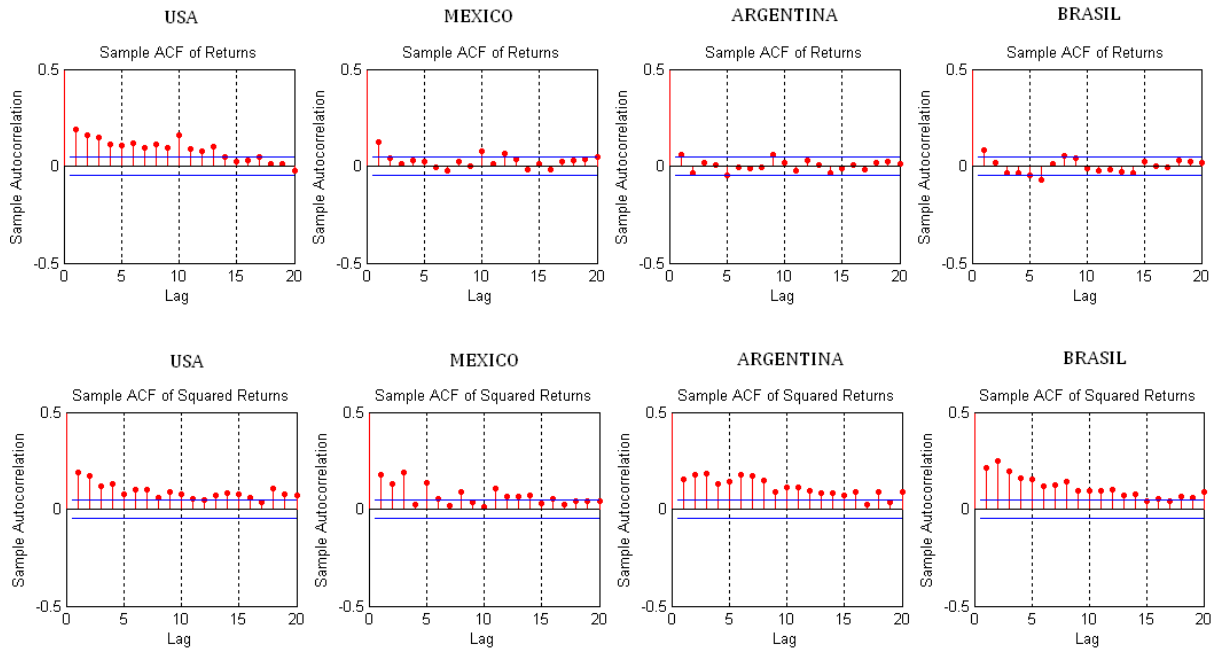 USA MEXICO ARGENTINA BRASIL
Sample ACF of Returns Sample ACF of Returns Sample ACF of Returns Sample ACF of Returns
0.5 0.5 0.5 0.5
Sample Autocorrelation Sample Autocorrelation Sample Autocorrelation Sample Autocorrelation
0 0 0 0
-0.5 -0.5 -0.5 -0.5
0 5 10 15 20 0 5 10 15 20 0 5 10 15 20 0 5 10 15 20
Lag Lag Lag Lag
USA MEXICO ARGENTINA BRASIL
Sample ACF of Squared Returns Sample ACF of Squared Returns Sample ACF of Squared Returns Sample ACF of Squared Returns
0.5 0.5 0.5 0.5
Sample Autocorrelation Sample Autocorrelation Sample Autocorrelation Sample Autocorrelation
0 0 0 0
-0.5 -0.5 -0.5 -0.5
0 5 10 15 20 0 5 10 15 20 0 5 10 15 20 0 5 10 15 20
Lag Lag Lag Lag